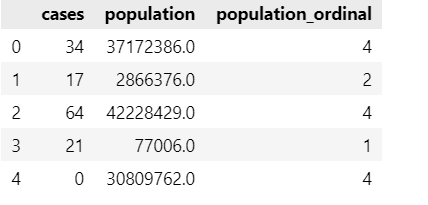 cases population population_ordinal
0 34 37172386.0 4
1 17 2866376.0 2
2 64 42228429.0 4
3 21 77006.0 1
4 0 30809762.0 4